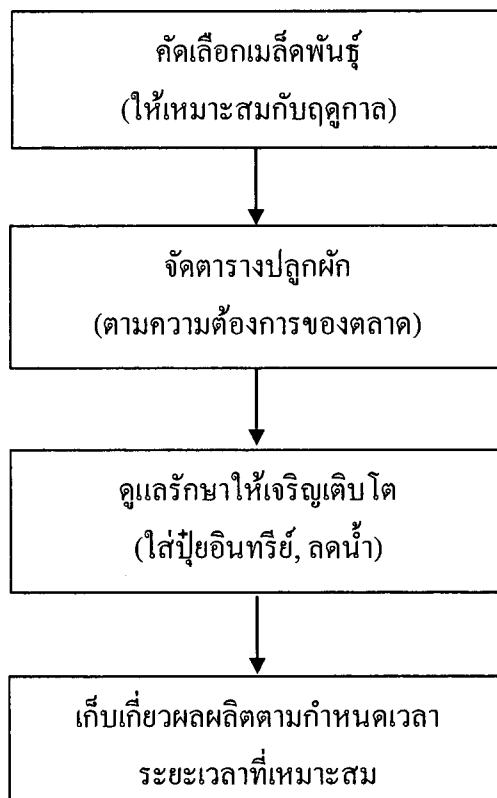 คัดเลือกเมล็ดพันธุ์
(ให้เหมาะสมกับฤดูกาล)
จัดตารางปลูกผัก
(ตามความต้องการของตลาด)
ดูแลรักษาให้เจริญเติบโต
(ใส่ปุ๋ยอินทรีย์, ลดน้ำ)
เก็บเกี่ยวผลผลิตตามกำหนดเวลา
ระยะเวลาที่เหมาะสม